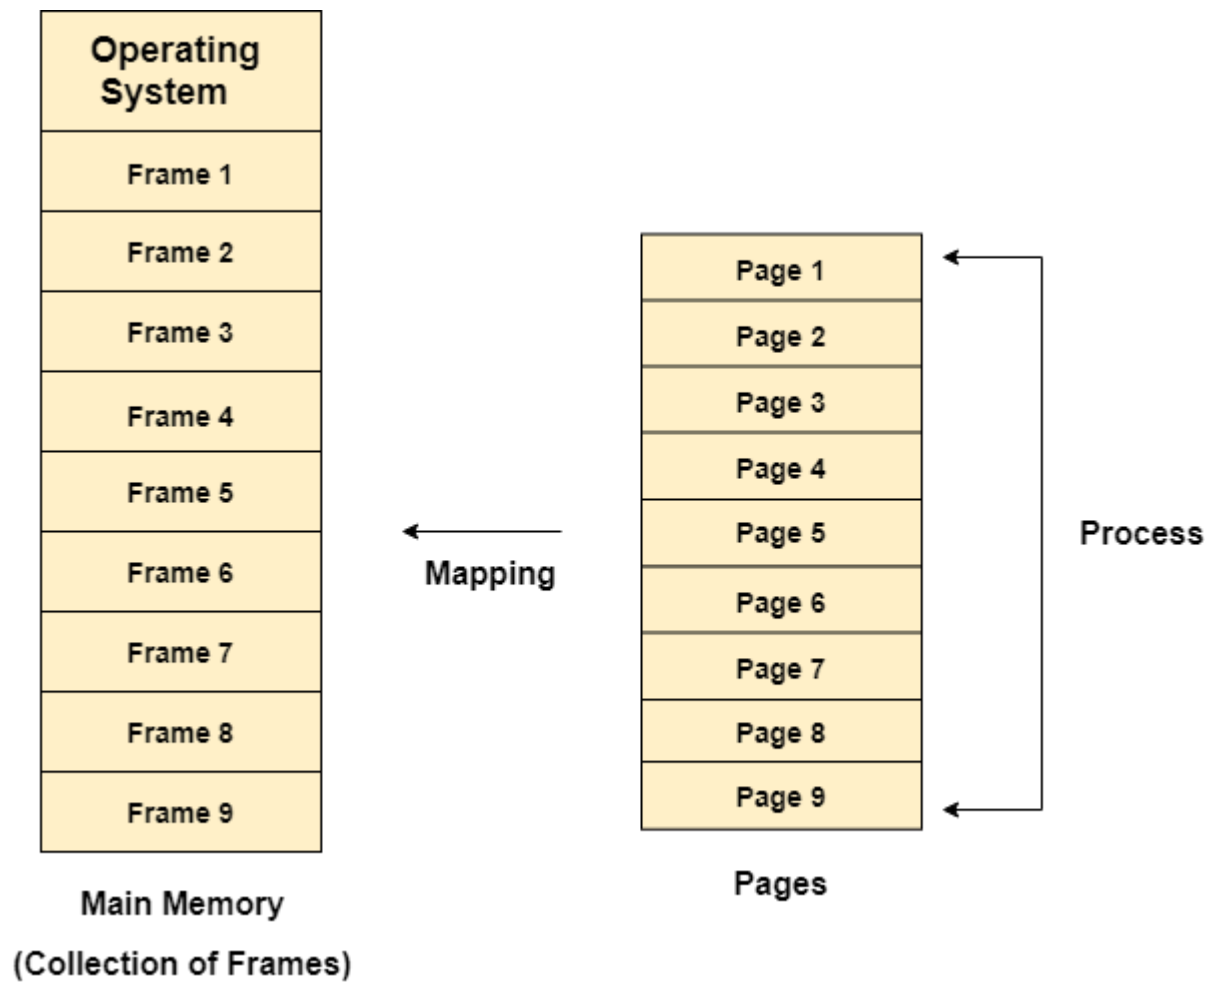 Operating
System
Frame 1
Frame 2
Frame 3
Frame 4
Frame 5
Frame 6
Frame 7
Frame 8
Frame 9
Main Memory
(Collection of Frames)
Mapping
Page 1
Page 2
Page 3
Page 4
Page 5
Page 6
Page 7
Page 8
Page 9
Pages
Process